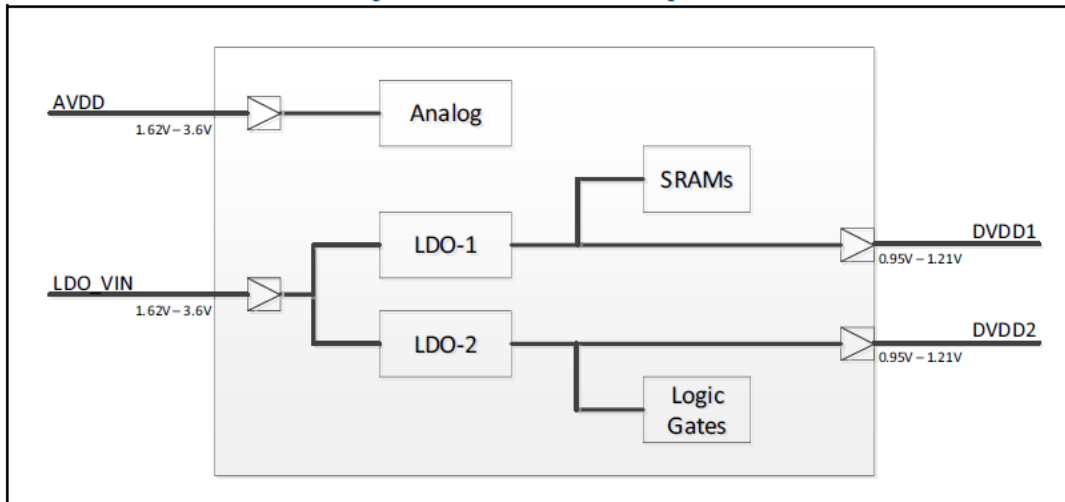 AVDD
1.62V – 3.6V
Analog
SRAMs
LDO-1
DVDD1
0.95V – 1.21V
LDO_VIN
1.62V – 3.6V
LDO-2
DVDD2
0.95V – 1.21V
Logic
Gates